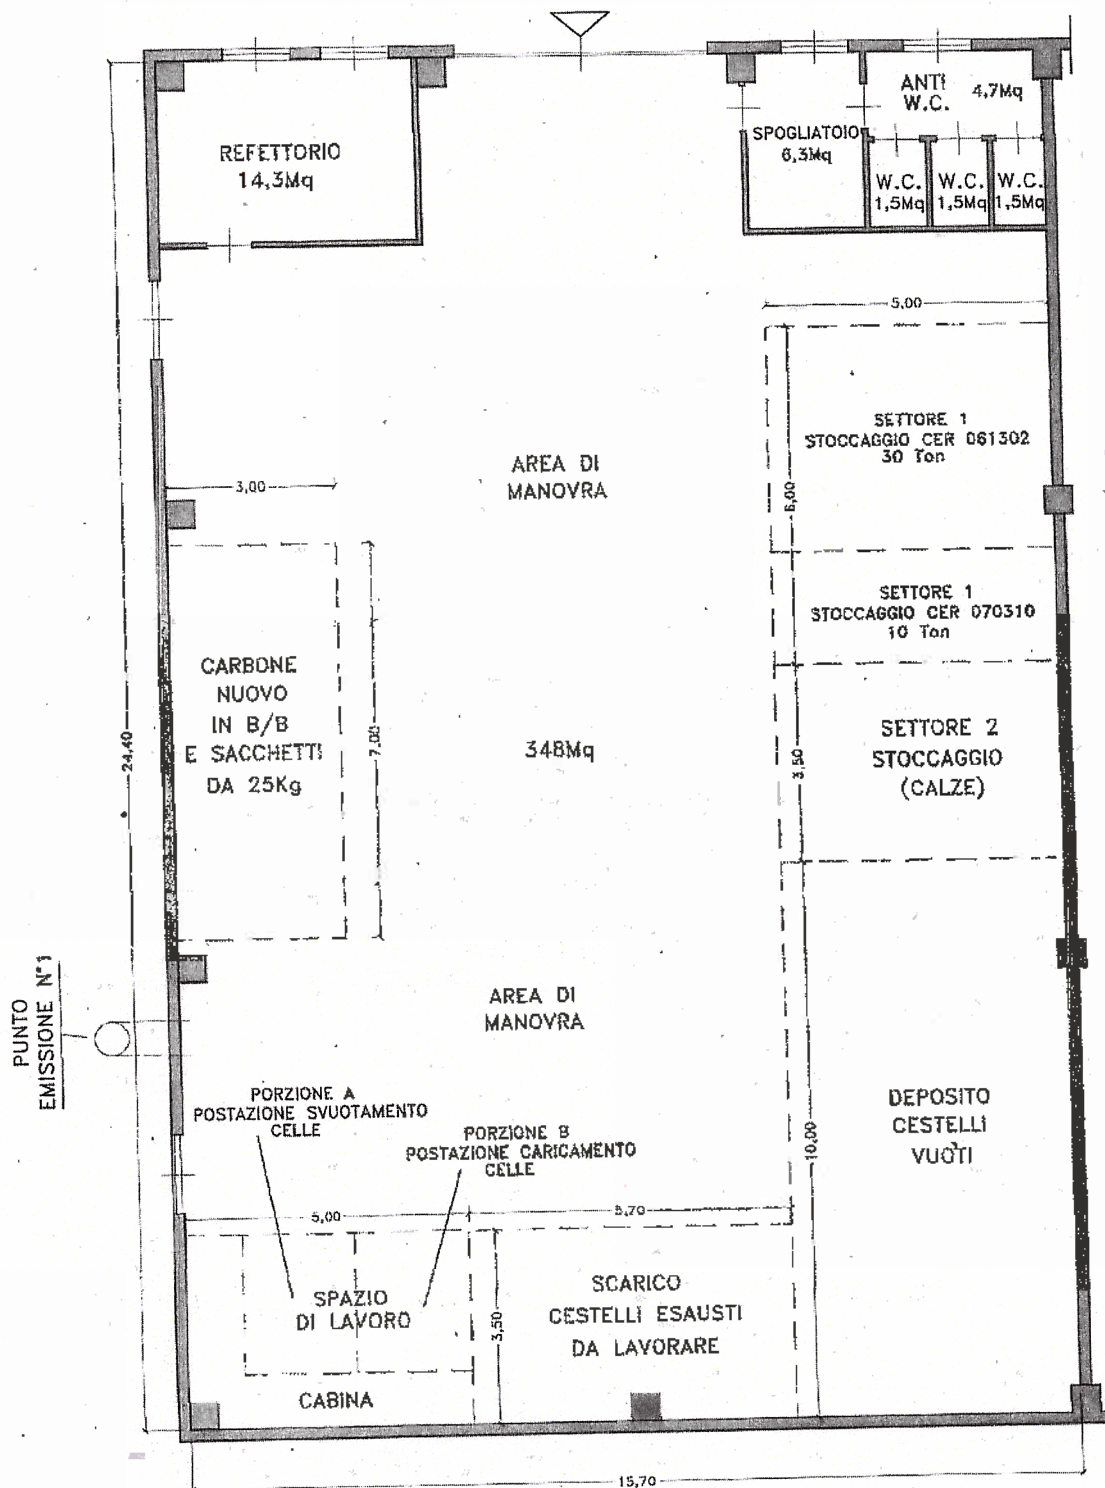 ANTI
W.C.
4,7Mq
REFETTORIO
14,3Mq
SPOGLIATOIO
6,3Mq
W.C.
1,5Mq
W.C.
1,5Mq
W.C.
1,5Mq
5,00
SETTORE 1
STOCCAGGIO CER 061302
30 Ton
AREA DI
MANOVRA
3,00
6,00
SETTORE 1
STOCCAGGIO CER 070310
10 Ton
CARBONE
NUOVO
IN B/B
E SACCHETTI
DA 25Kg
7,00
24,40
348Mq
SETTORE 2
STOCCAGGIO
(CALZE)
3,50
PUNTO
EMISSIONE N°1
AREA DI
MANOVRA
PORZIONE A
POSTAZIONE SVUOTAMENTO
CELLE
PORZIONE B
POSTAZIONE CARICAMENTO
CELLE
DEPOSITO
CESTELLI
VUOTI
10,00
5,00
5,70
SPAZIO
DI LAVORO
3,50
SCARICO
CESTELLI ESAUSTI
DA LAVORARE
CABINA
15,70